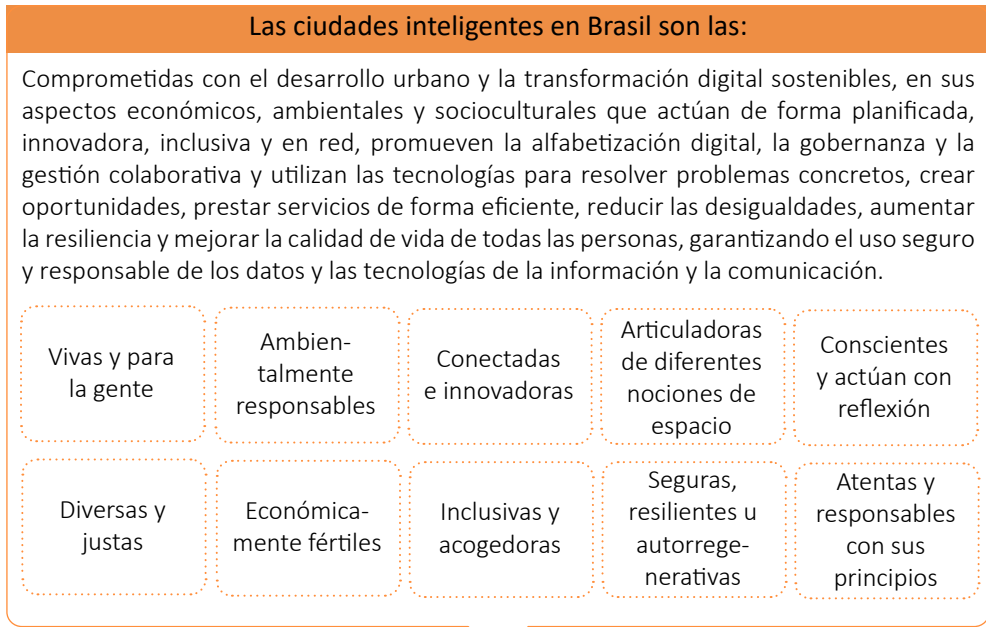 Las ciudades inteligentes en Brasil son las:
Comprometidas con el desarrollo urbano y la transformación digital sostenibles, en sus
aspectos económicos, ambientales y socioculturales que actúan de forma planificada,
innovadora, inclusiva y en red, promueven la alfabetización digital, la gobernanza y la
gestión colaborativa y utilizan las tecnologías para resolver problemas concretos, crear
oportunidades, prestar servicios de forma eficiente, reducir las desigualdades, aumentar
la resiliencia y mejorar la calidad de vida de todas las personas, garantizando el uso seguro
y responsable de los datos y las tecnologías de la información y la comunicación.
Vivas y para
la gente
Ambien-
talmente
responsables
Conectadas
e innovadoras
Articuladoras
de diferentes
nociones de
espacio
Conscientes
y actúan con
reflexión
Diversas y
justas
Económica-
mente fértiles
Inclusivas y
acogedoras
Seguras,
resilientes u
autorrege-
nerativas
Atentas y
responsables
con sus
principios